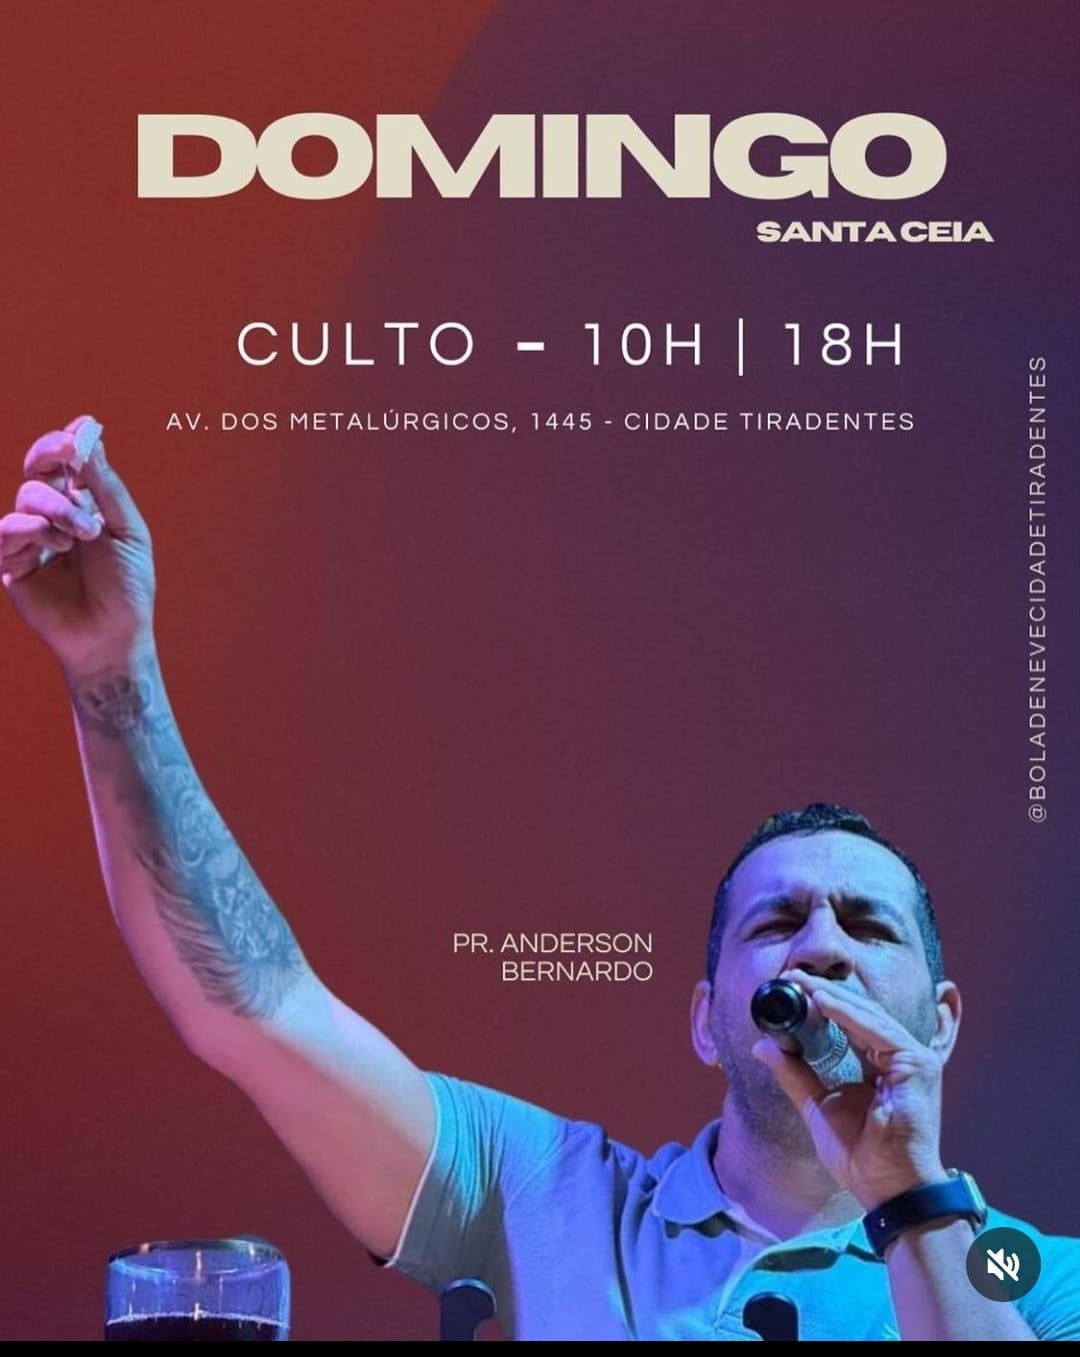 DOMINGO
SANTA CEIA
CULTO - 10H | 18H
AV. DOS METALÚRGICOS, 1445 - CIDADE TIRADENTES
@BOLADENEVECIDADETIRADENTES
PR. ANDERSON
BERNARDO